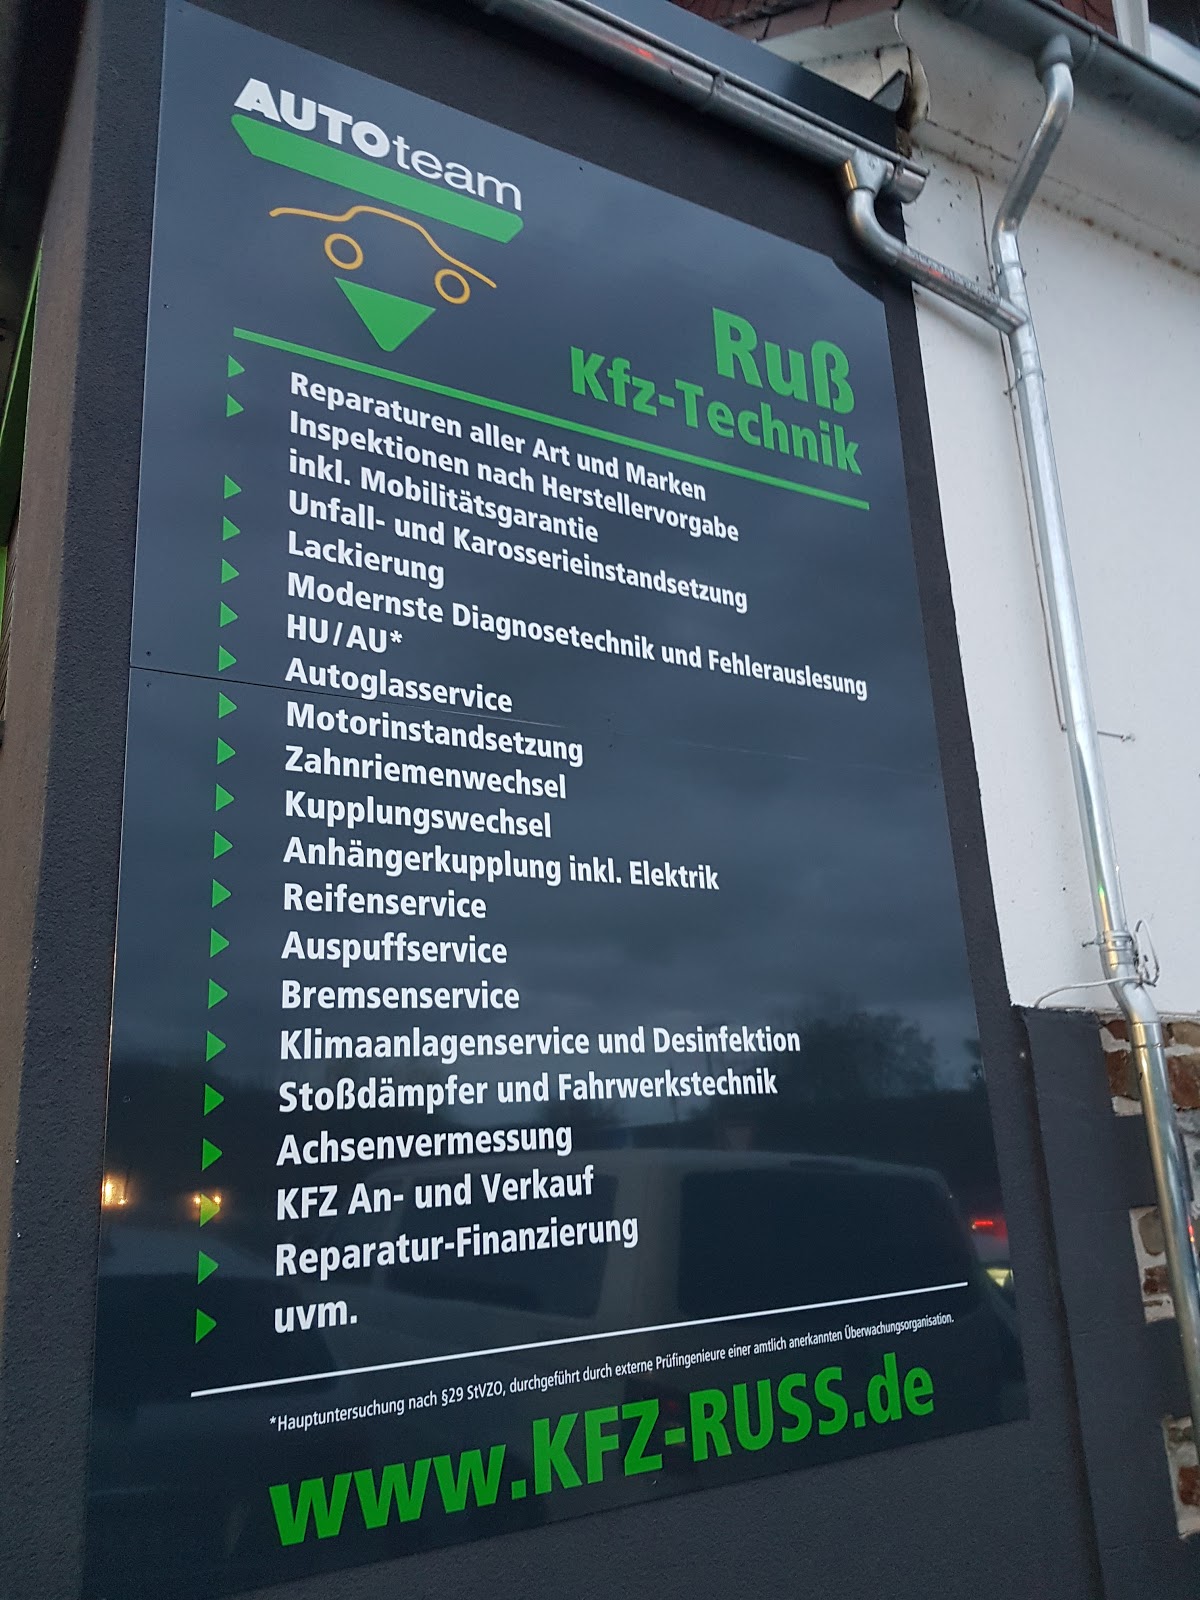 AUTOteam
Ruß
Kfz-Technik
Reparaturen aller Art und Marken
Inspektionen nach Herstellervorgabe
inkl. Mobilitätsgarantie
Unfall- und Karosserieinstandsetzung
Lackierung
Modernste Diagnosetechnik und Fehlerauslesung
HU/AU*
Autoglasservice
Motorinstandsetzung
Zahnriemenwechsel
Kupplungswechsel
Anhängerkupplung inkl. Elektrik
Reifenservice
Auspuffservice
Bremsenservice
Klimaanlagenservice und Desinfektion
Stoßdämpfer und Fahrwerkstechnik
Achsenvermessung
KFZ An- und Verkauf
Reparatur-Finanzierung
uvm.
*Hauptuntersuchung nach §29 StVZO, durchgeführt durch externe Prüfingenieure einer amtlich anerkannten Überwachungsorganisation.
www.KFZ-RUSS.de